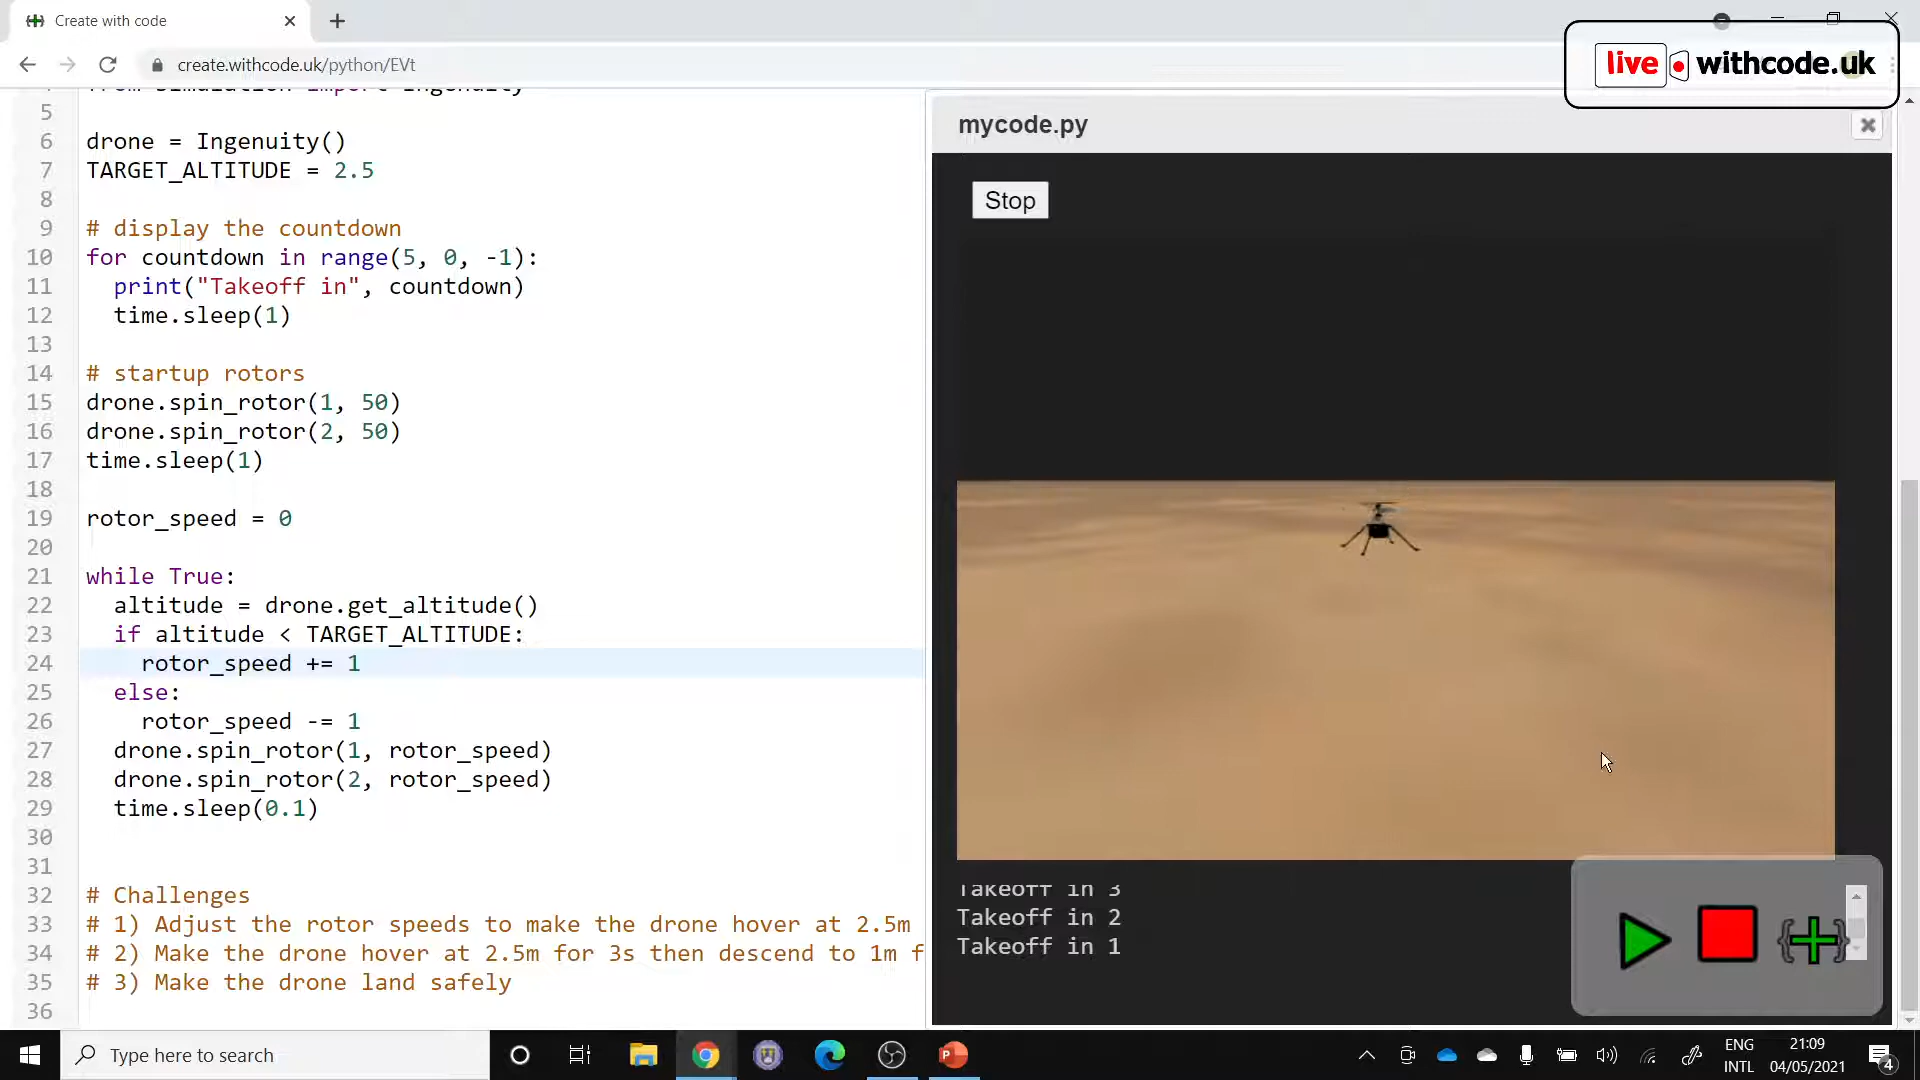 Create with code
create.withcode.uk/python/EVt
live withcode.uk
4 from simulation import Ingenuity
5
6 drone = Ingenuity()
7 TARGET_ALTITUDE = 2.5
8
9 # display the countdown
10 for countdown in range(5, 0, -1):
11 print("Takeoff in", countdown)
12 time.sleep(1)
13
14 # startup rotors
15 drone.spin_rotor(1, 50)
16 drone.spin_rotor(2, 50)
17 time.sleep(1)
18
19 rotor_speed = 0
20
21 while True:
22 altitude = drone.get_altitude()
23 if altitude < TARGET_ALTITUDE:
24 rotor_speed += 1
25 else:
26 rotor_speed -= 1
27 drone.spin_rotor(1, rotor_speed)
28 drone.spin_rotor(2, rotor_speed)
29 time.sleep(0.1)
30
31
32 # Challenges
33 # 1) Adjust the rotor speeds to make the drone hover at 2.5m
34 # 2) Make the drone hover at 2.5m for 3s then descend to 1m f
35 # 3) Make the drone land safely
36
mycode.py
Stop
Takeoff in 3
Takeoff in 2
Takeoff in 1
Type here to search
ENG
INTL
21:09
04/05/2021
4